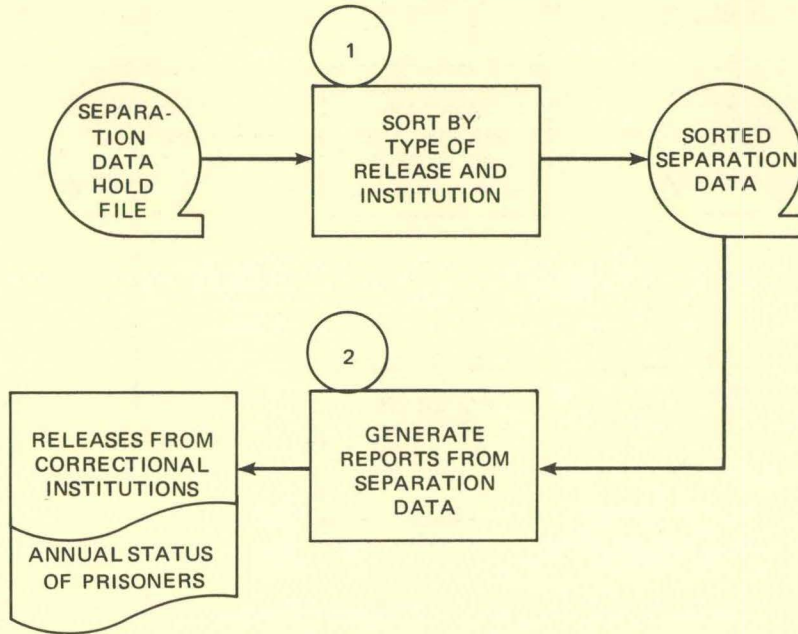 1
SEPARA-
TION
DATA
HOLD
FILE
SORT BY
TYPE OF
RELEASE AND
INSTITUTION
SORTED
SEPARATION
DATA
2
GENERATE
REPORTS FROM
SEPARATION
DATA
RELEASES FROM
CORRECTIONAL
INSTITUTIONS
ANNUAL STATUS
OF PRISONERS